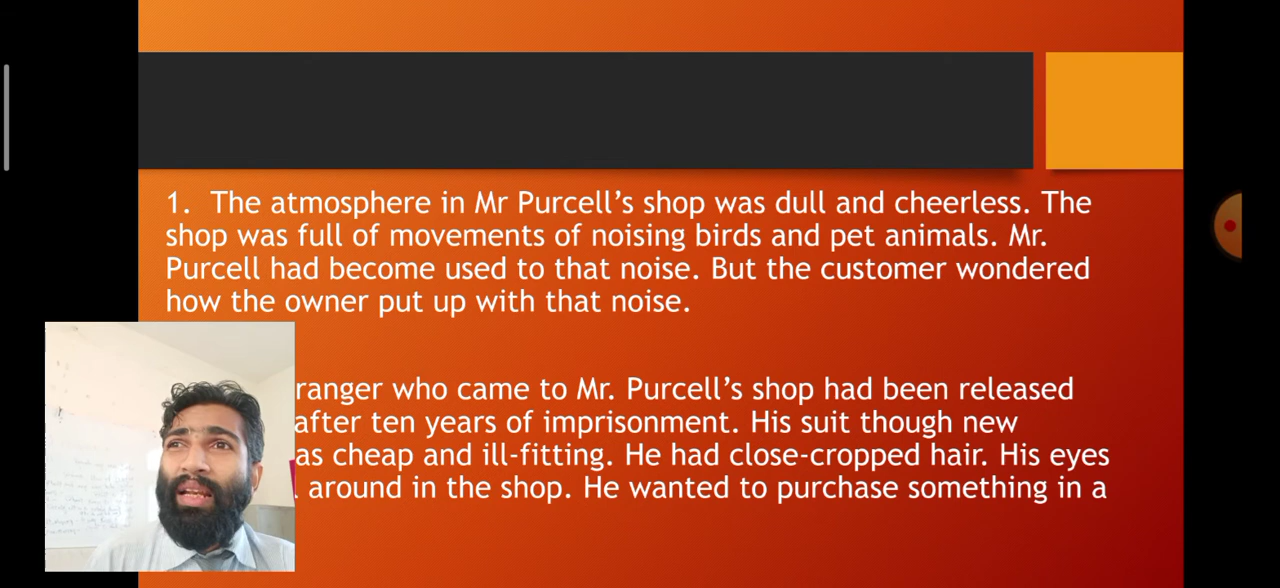 1. The atmosphere in Mr Purcell’s shop was dull and cheerless. The
shop was full of movements of noising birds and pet animals. Mr.
Purcell had become used to that noise. But the customer wondered
how the owner put up with that noise.
ranger who came to Mr. Purcell’s shop had been released
after ten years of imprisonment. His suit though new
as cheap and ill-fitting. He had close-cropped hair. His eyes
around in the shop. He wanted to purchase something in a